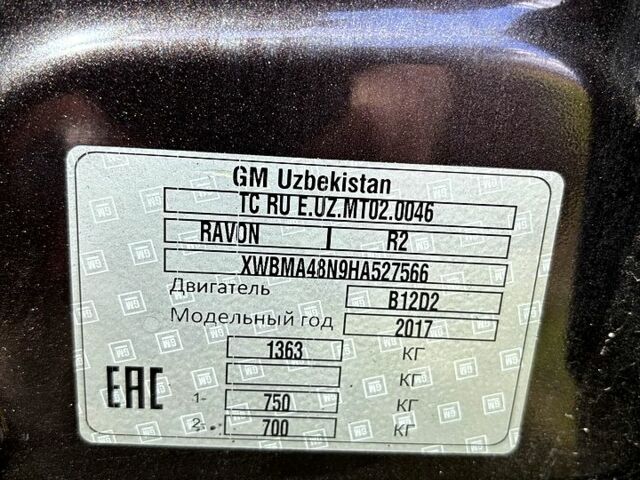 GM Uzbekistan
TC RU E.UZ.MT02.0046
RAVON | R2
XWBMA48N9HA527566
Двигатель B12D2
Модельный год 2017
1363 КГ
КГ
EAC 1- 750 КГ
2- 700 КГ